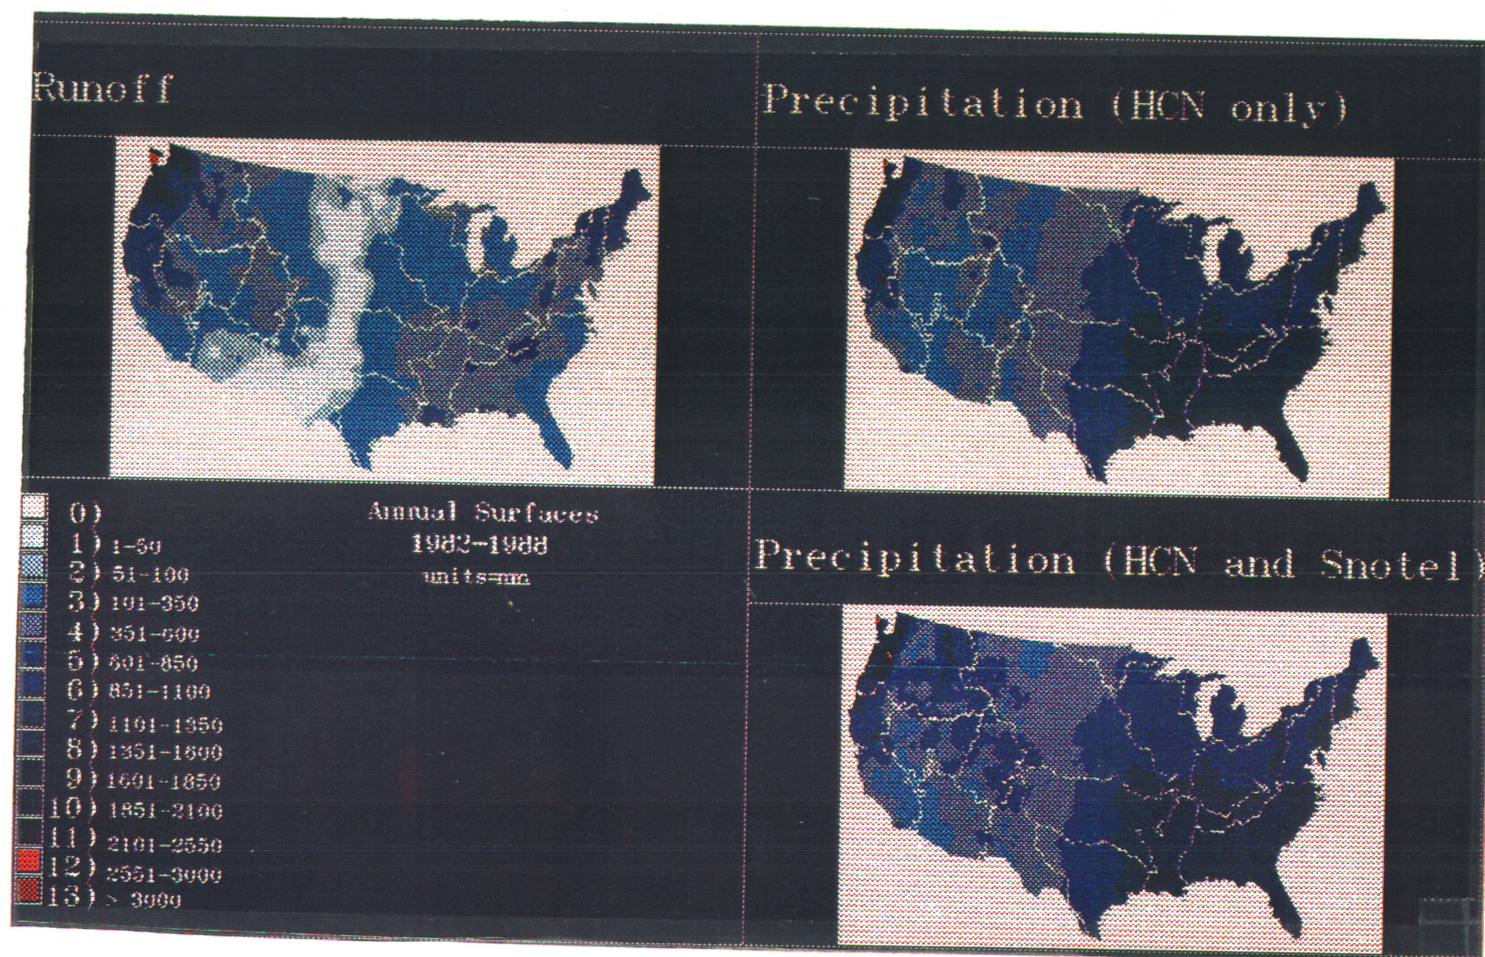 Runoff
Precipitation (HCN only)
0)
1) 1-50
2) 51-100
3) 101-350
4) 351-600
5) 601-850
6) 851-1100
7) 1101-1350
8) 1351-1600
9) 1601-1850
10) 1851-2100
11) 2101-2550
12) 2551-3000
13) > 3000
Annual Surfaces
1982-1988
units=mm
Precipitation (HCN and Snotel)